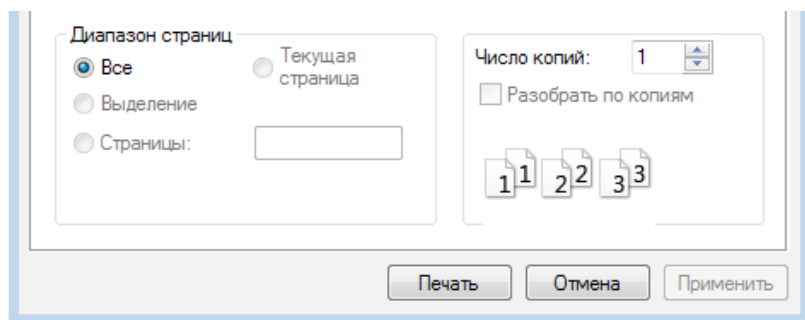 Диапазон страниц
Все
Текущая
страница
Выделение
Страницы:
Число копий: 1
Разобрать по копиям
1 1 2 2 3 3
Печать Отмена Применить